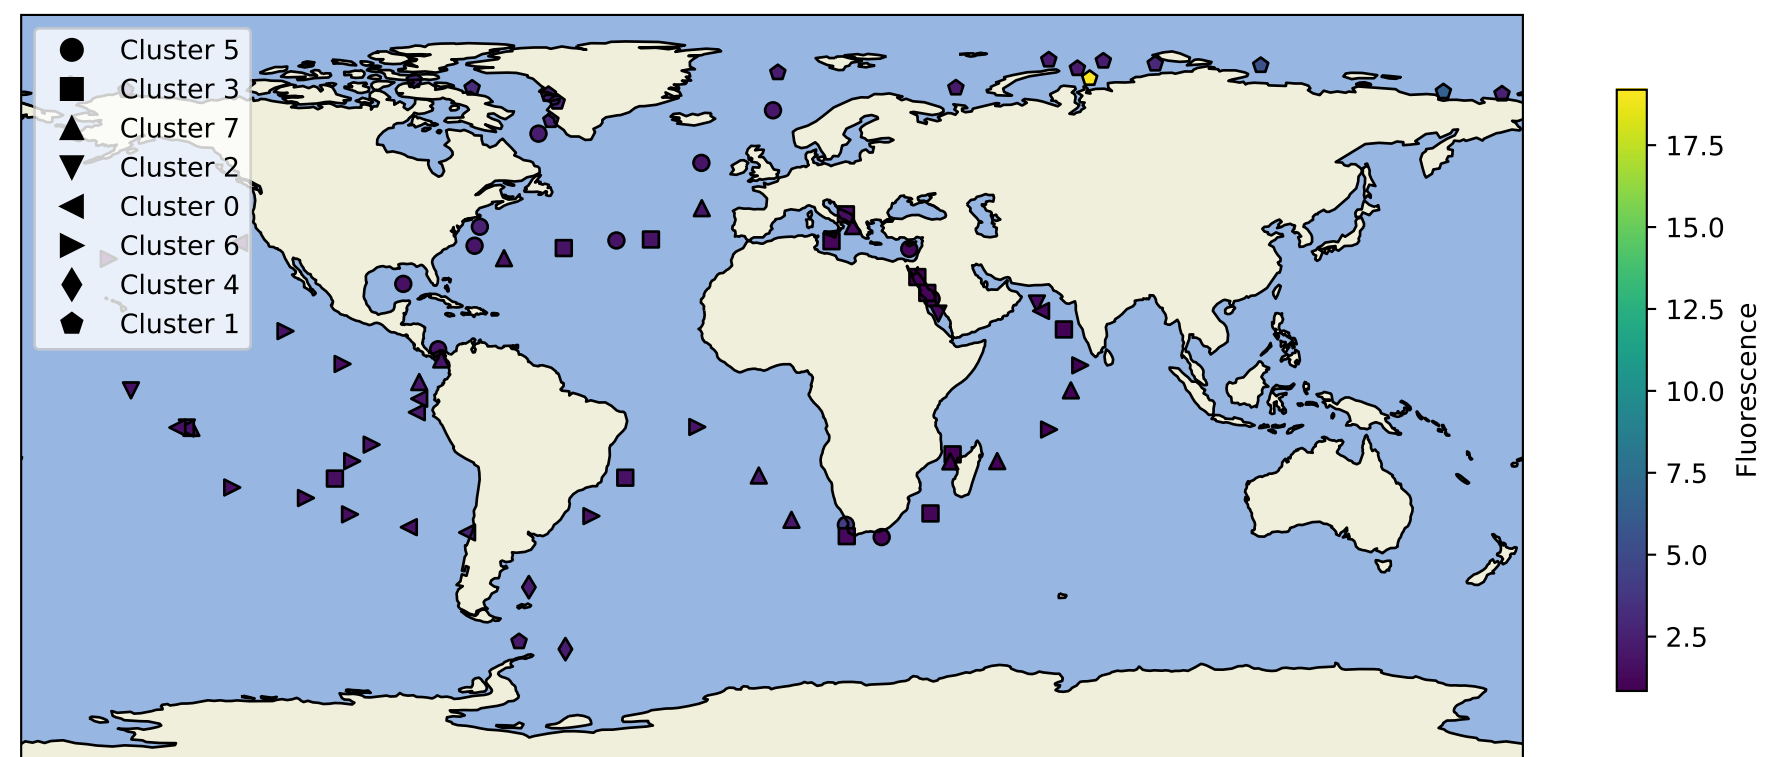 Cluster 5
Cluster 3
Cluster 7
Cluster 2
Cluster 0
Cluster 6
Cluster 4
Cluster 1
17.5
15.0
12.5
10.0
7.5
5.0
2.5
Fluorescence